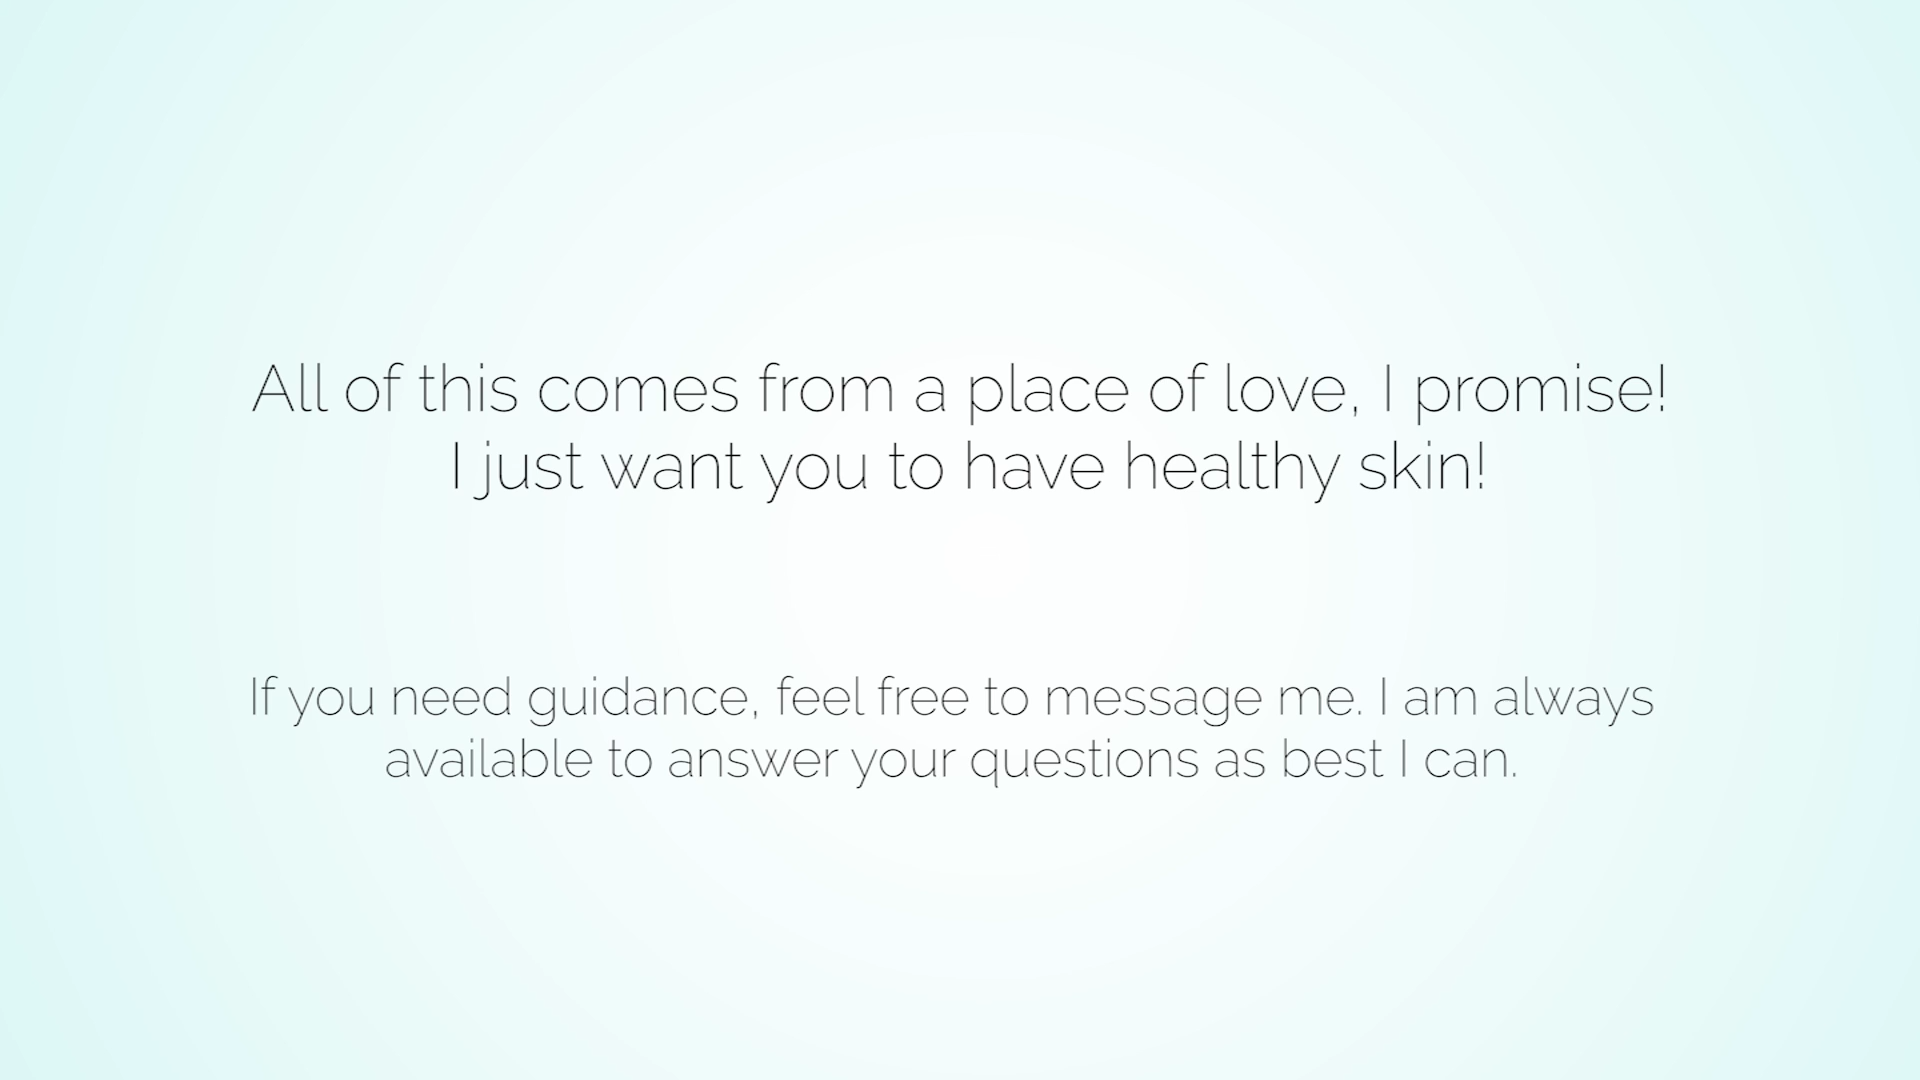 All of this comes from a place of love, I promise!
I just want you to have healthy skin!
If you need guidance, feel free to message me. I am always
available to answer your questions as best I can.